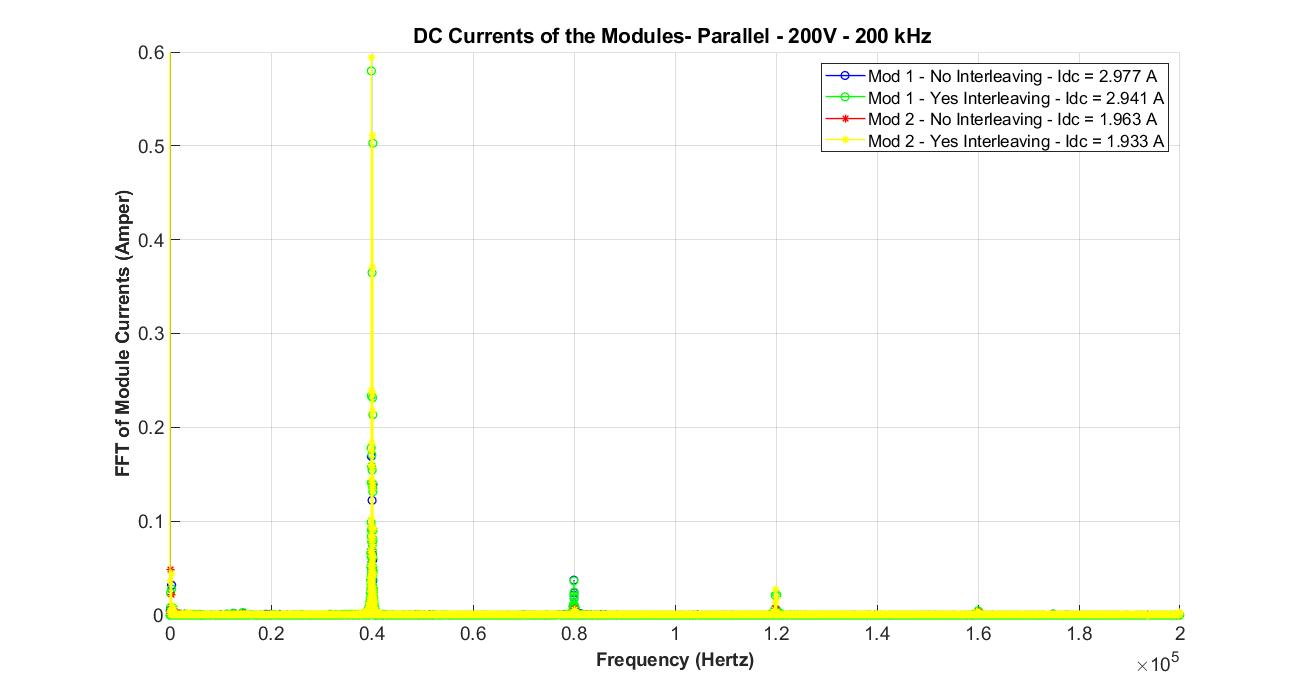 DC Currents of the Modules- Parallel - 200V - 200 kHz
Mod 1 - No Interleaving - Idc = 2.977 A
Mod 1 - Yes Interleaving - Idc = 2.941 A
Mod 2 - No Interleaving - Idc = 1.963 A
Mod 2 - Yes Interleaving - Idc = 1.933 A
FFT of Module Currents (Amper)
0.6
0.5
0.4
0.3
0.2
0.1
0
0 0.2 0.4 0.6 0.8 1 1.2 1.4 1.6 1.8 2
Frequency (Hertz)
×10⁵